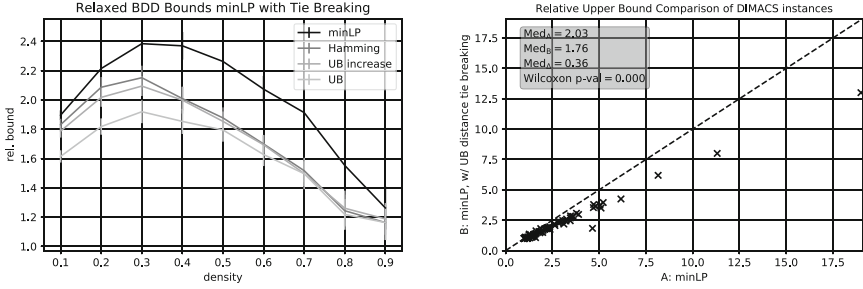 Relaxed BDD Bounds minLP with Tie Breaking
minLP
Hamming
UB increase
UB
rel. bound
2.4
2.2
2.0
1.8
1.6
1.4
1.2
1.0
0.1 0.2 0.3 0.4 0.5 0.6 0.7 0.8 0.9
density
Relative Upper Bound Comparison of DIMACS instances
Med_A = 2.03
Med_B = 1.76
Med_Δ = 0.36
Wilcoxon p-val = 0.000
B: minLP, w/ UB distance tie breaking
17.5
15.0
12.5
10.0
7.5
5.0
2.5
0.0
0.0 2.5 5.0 7.5 10.0 12.5 15.0 17.5
A: minLP